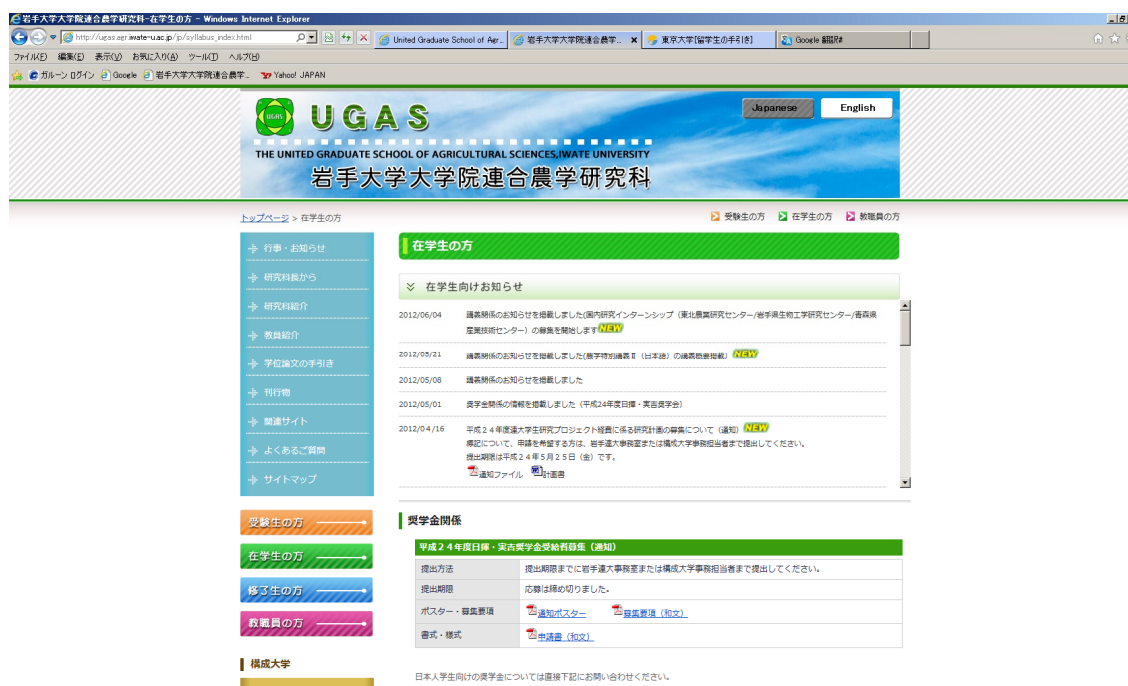 岩手大学大学院連合農学研究科-在学生の方 - Windows Internet Explorer
http://ugas.agr.iwate-u.ac.jp/jp/syllabus_index.html
United Graduate School of Agr...
岩手大学大学院連合農学...
東京大学[留学生の手引き]
ファイル(F) 編集(E) 表示(V) お気に入り(A) ツール(T) ヘルプ(H)
ガルーン ログイン Google 岩手大学大学院連合農学... Yahoo! JAPAN
UGAS
UGAS
Japanese
English
THE UNITED GRADUATE SCHOOL OF AGRICULTURAL SCIENCES,IWATE UNIVERSITY
岩手大学大学院連合農学研究科
トップページ > 在学生の方
受験生の方 在学生の方 教職員の方
行事・お知らせ
研究科長から
研究科紹介
教員紹介
学位論文の手引き
刊行物
関連サイト
よくあるご質問
サイトマップ
受験生の方
在学生の方
修了生の方
教職員の方
構成大学
在学生の方
在学生向けお知らせ
2012/06/04 講義関係のお知らせを掲載しました(国内研究インターンシップ（東北農業研究センター/岩手県生物工学研究センター/青森県
産業技術センター）の募集を開始します NEW
2012/05/21 講義関係のお知らせを掲載しました(農学特別講義Ⅱ（日本語）の講義概要掲載) NEW
2012/05/08 講義関係のお知らせを掲載しました
2012/05/01 奨学金関係の情報を掲載しました（平成24年度日揮・実吉奨学会）
2012/04/16 平成２４年度連大学生研究プロジェクト経費に係る研究計画の募集について（通知） NEW
標記について、申請を希望する方は、岩手連大事務室または構成大学事務担当者まで提出してください。
提出期限は平成２４年５月２５日（金）です。
通知ファイル 計画書
奨学金関係
平成２４年度日揮・実吉奨学金受給者募集（通知）
提出方法 提出期限までに岩手連大事務室または構成大学事務担当者まで提出してください。
提出期限 応募は締め切りました。
ポスター・募集要項 通知ポスター 募集要項（和文）
書式・様式 申請書（和文）
日本人学生向けの奨学金については直接下記にお問い合わせください。